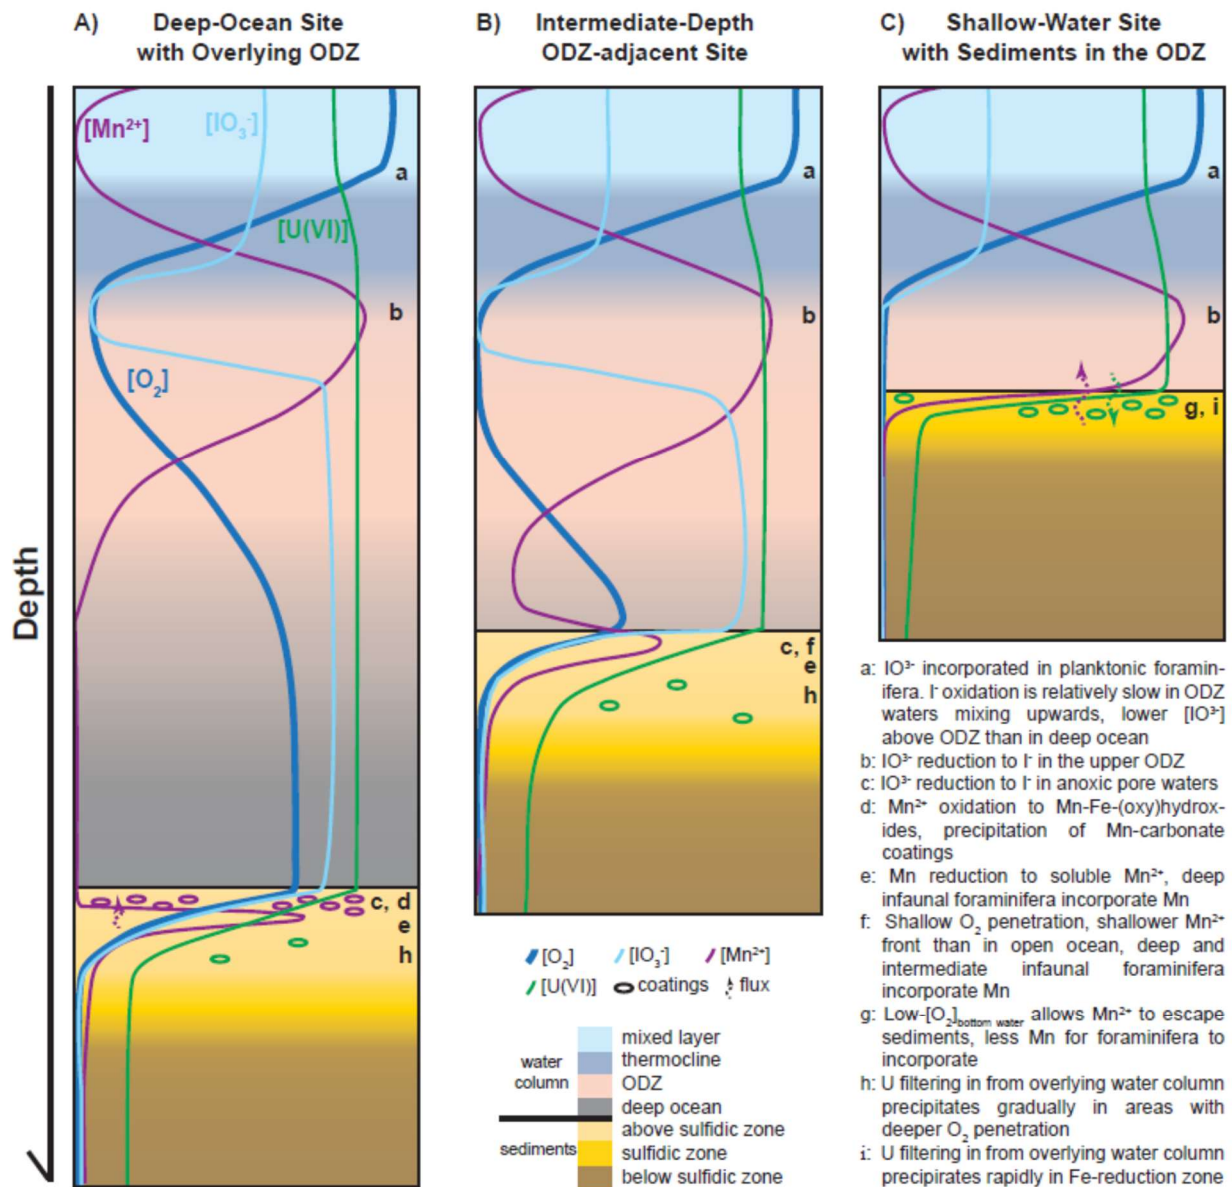 A) Deep-Ocean Site
with Overlying ODZ
B) Intermediate-Depth
ODZ-adjacent Site
C) Shallow-Water Site
with Sediments in the ODZ
Depth
[Mn²⁺]
[IO₃⁻]
a
[U(VI)]
b
[O₂]
c, d
e
h
a
b
c, f
e
h
a
b
g, i
[O₂] [IO₃⁻] [Mn²⁺]
[U(VI)] coatings flux
water column
mixed layer
thermocline
ODZ
deep ocean
sediments
above sulfidic zone
sulfidic zone
below sulfidic zone
a: IO³⁻ incorporated in planktonic foramin-
ifera. I⁻ oxidation is relatively slow in ODZ
waters mixing upwards, lower [IO³⁻]
above ODZ than in deep ocean
b: IO³⁻ reduction to I⁻ in the upper ODZ
c: IO³⁻ reduction to I⁻ in anoxic pore waters
d: Mn²⁺ oxidation to Mn-Fe-(oxy)hydrox-
ides, precipitation of Mn-carbonate
coatings
e: Mn reduction to soluble Mn²⁺, deep
infaunal foraminifera incorporate Mn
f: Shallow O₂ penetration, shallower Mn²⁺
front than in open ocean, deep and
intermediate infaunal foraminifera
incorporate Mn
g: Low-[O₂]bottom water allows Mn²⁺ to escape
sediments, less Mn for foraminifera to
incorporate
h: U filtering in from overlying water column
precipitates gradually in areas with
deeper O₂ penetration
i: U filtering in from overlying water column
precipirates rapidly in Fe-reduction zone